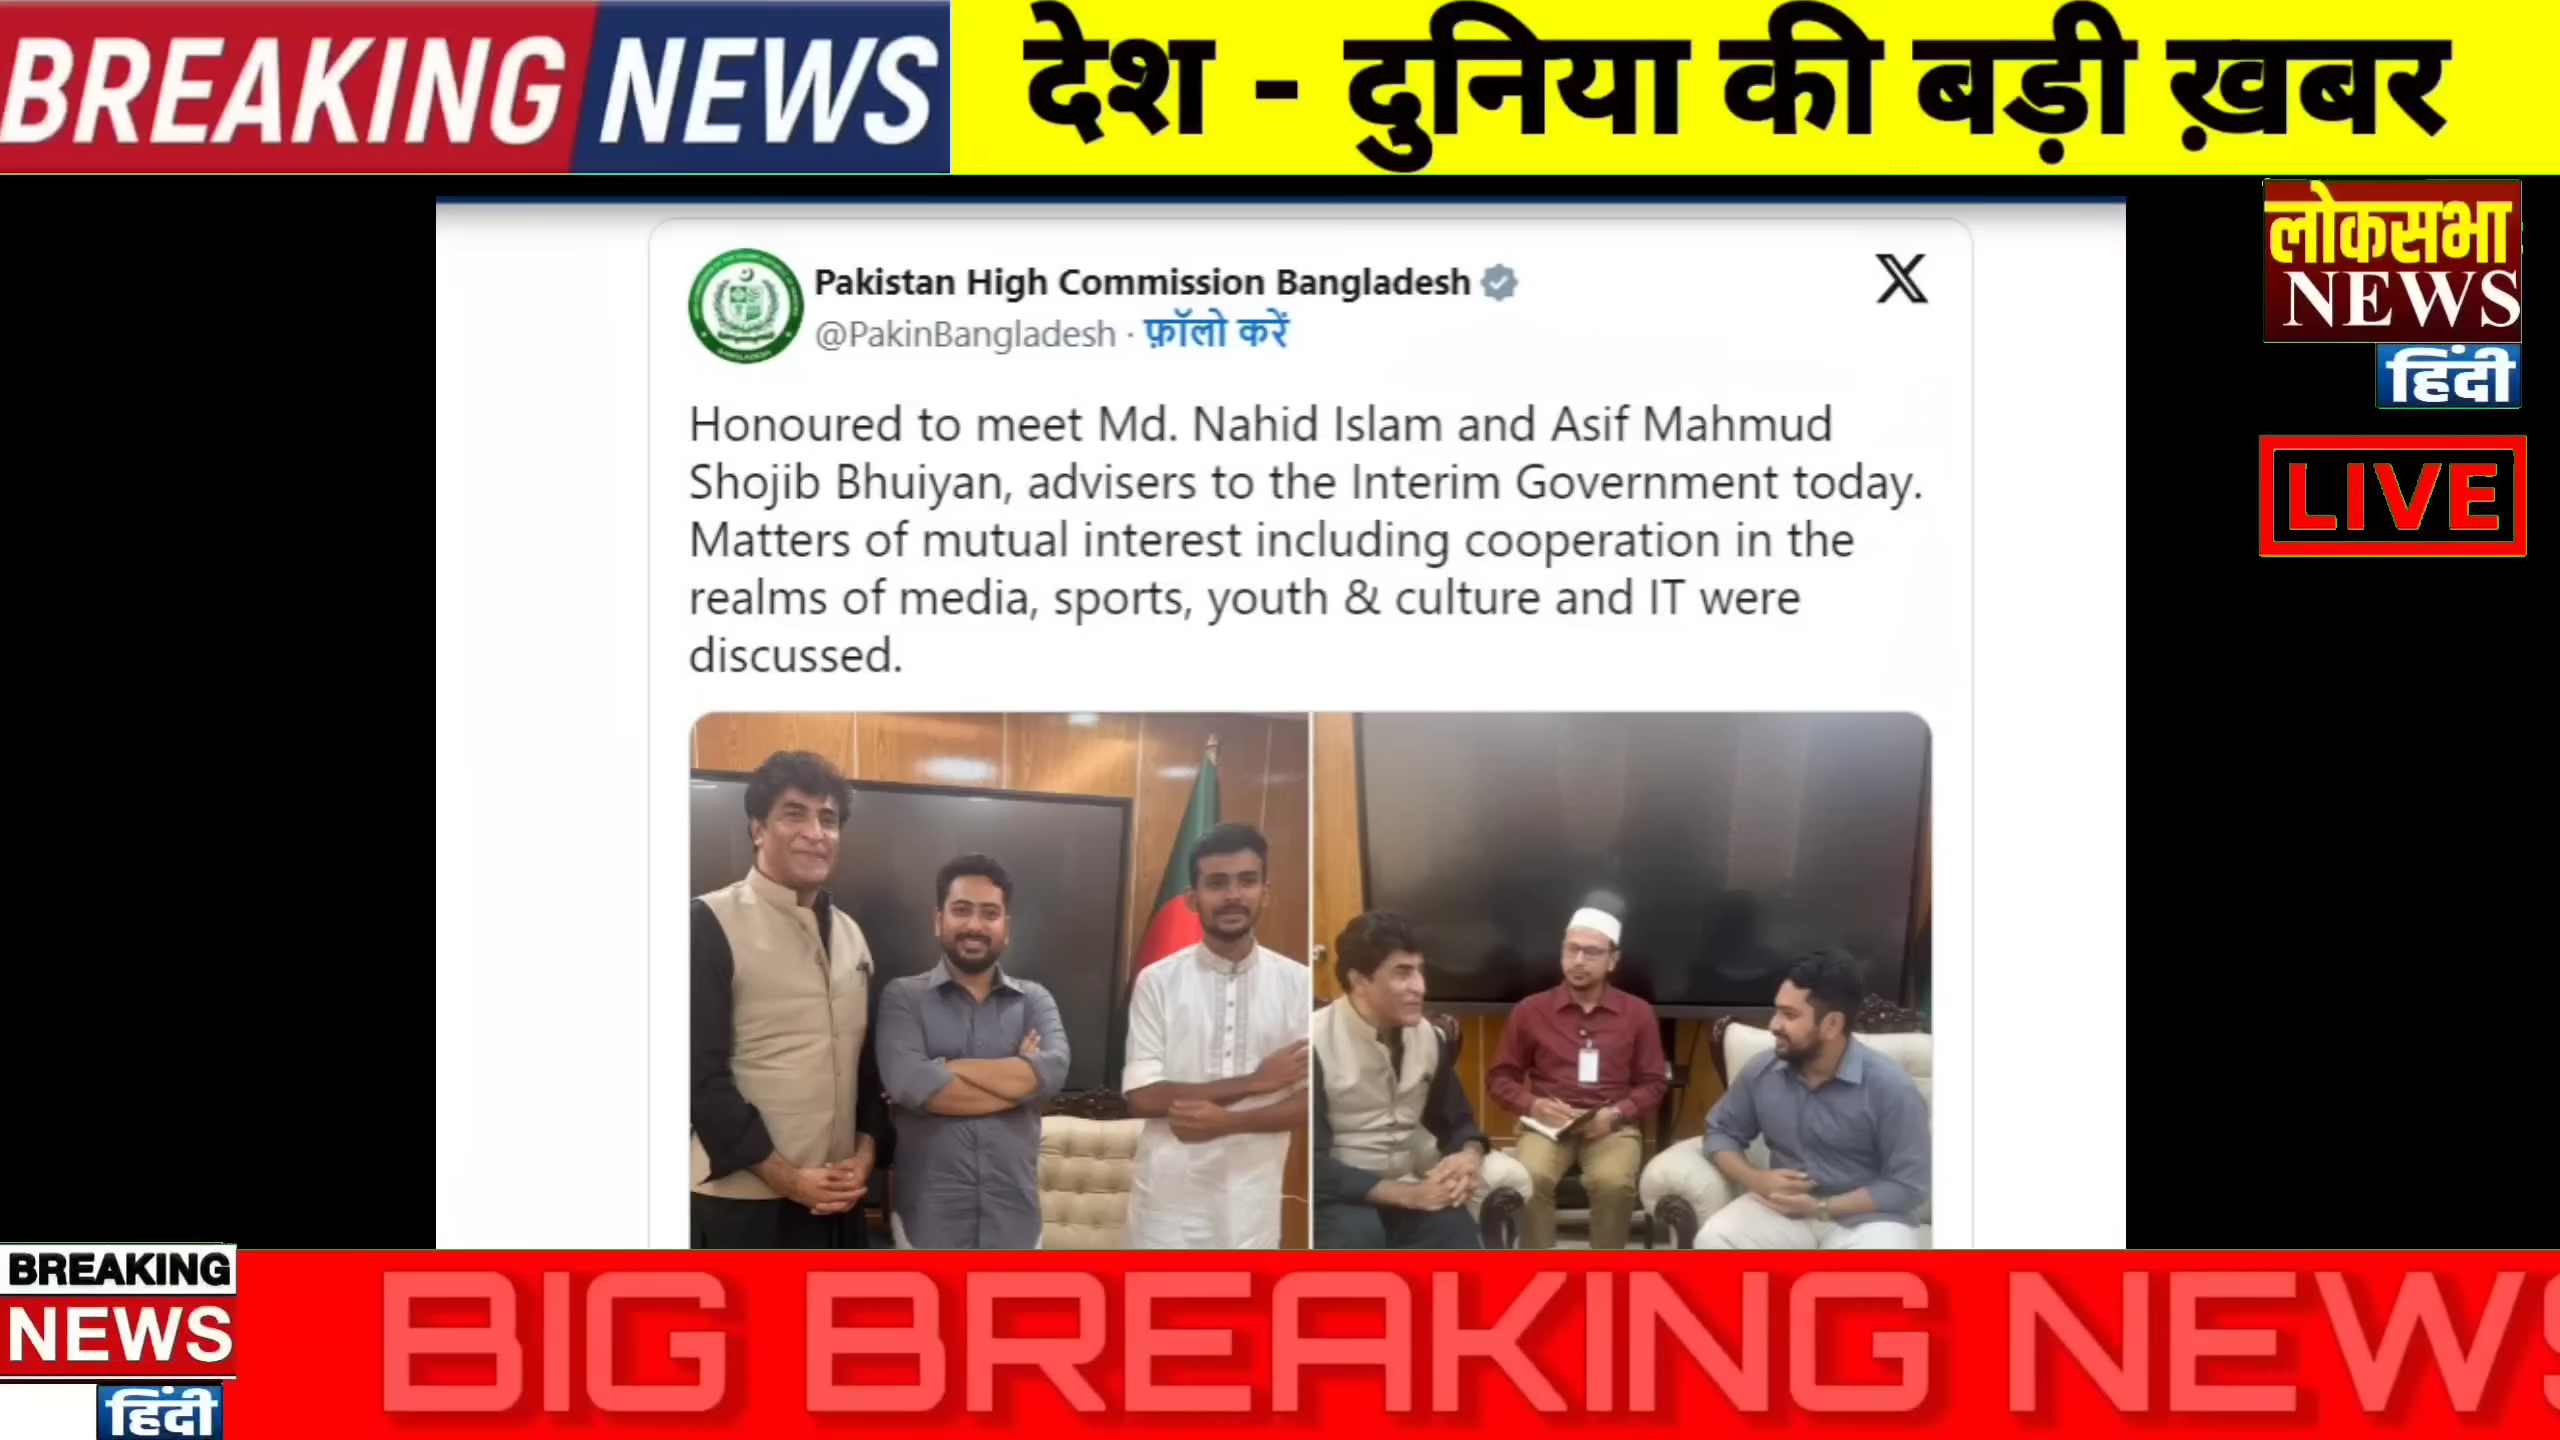 BREAKING NEWS
देश - दुनिया की बड़ी ख़बर
लोकसभा
NEWS
हिंदी
LIVE
Pakistan High Commission Bangladesh
@PakinBangladesh · फ़ॉलो करें
Honoured to meet Md. Nahid Islam and Asif Mahmud
Shojib Bhuiyan, advisers to the Interim Government today.
Matters of mutual interest including cooperation in the
realms of media, sports, youth & culture and IT were
discussed.
BREAKING
NEWS
हिंदी
BIG BREAKING NEWS